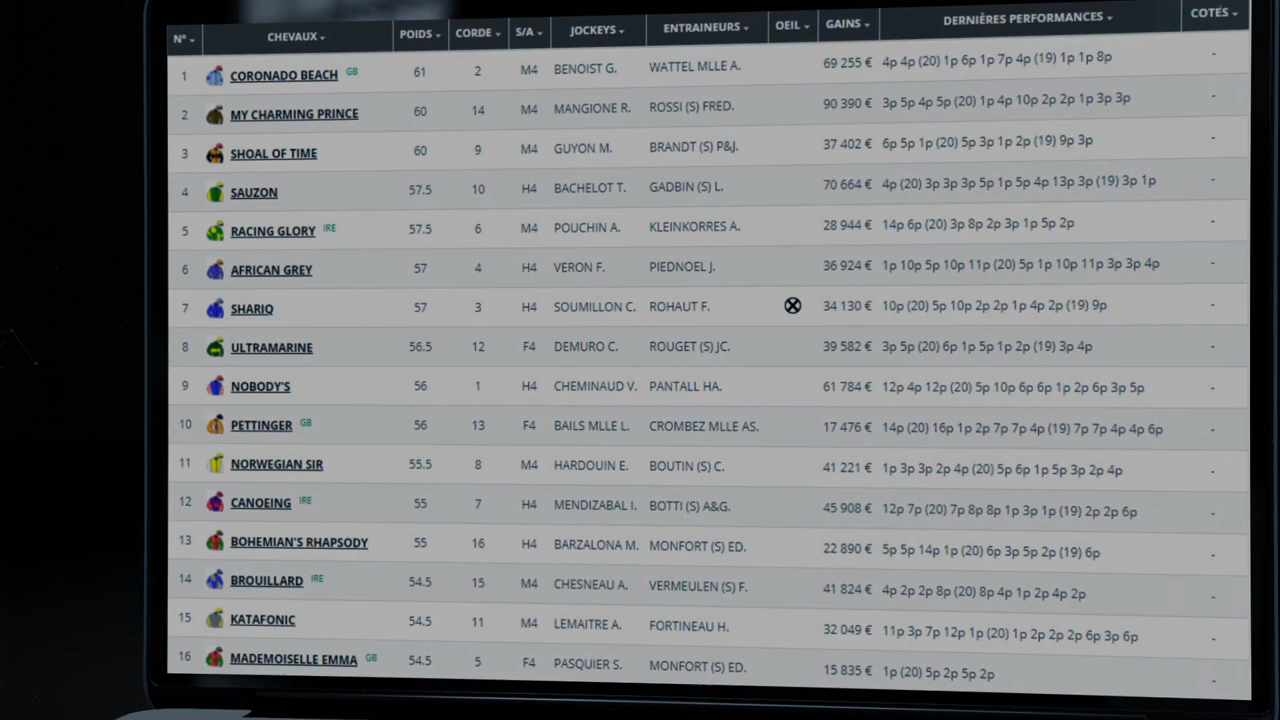 N° CHEVAUX POIDS CORDE S/A JOCKEYS ENTRAINEURS OEIL GAINS DERNIÈRES PERFORMANCES COTES
1 CORONADO BEACH GB 61 2 M4 BENOIST G. WATTEL MLLE A. 69 255 € 4p 4p (20) 1p 6p 1p 7p 4p (19) 1p 1p 8p -
2 MY CHARMING PRINCE 60 14 M4 MANGIONE R. ROSSI (S) FRED. 90 390 € 3p 5p 4p 5p (20) 1p 4p 10p 2p 2p 1p 3p 3p -
3 SHOAL OF TIME 60 9 M4 GUYON M. BRANDT (S) P&J. 37 402 € 6p 5p 1p (20) 5p 3p 1p 2p (19) 9p 3p -
4 SAUZON 57.5 10 H4 BACHELOT T. GADBIN (S) L. 70 664 € 4p (20) 3p 3p 3p 5p 1p 5p 4p 13p 3p (19) 3p 1p -
5 RACING GLORY IRE 57.5 6 M4 POUCHIN A. KLEINKORRES A. 28 944 € 14p 6p (20) 3p 8p 2p 3p 1p 5p 2p -
6 AFRICAN GREY 57 4 H4 VERON F. PIEDNOEL J. 36 924 € 1p 10p 5p 10p 11p (20) 5p 1p 10p 11p 3p 3p 4p -
7 SHARIQ 57 3 H4 SOUMILLON C. ROHAUT F. 34 130 € 10p (20) 5p 10p 2p 2p 1p 4p 2p (19) 9p -
8 ULTRAMARINE 56.5 12 F4 DEMURO C. ROUGET (S) JC. 39 582 € 3p 5p (20) 6p 1p 5p 1p 2p (19) 3p 4p -
9 NOBODY'S 56 1 H4 CHEMINAUD V. PANTALL HA. 61 784 € 12p 4p 12p (20) 5p 10p 6p 6p 1p 2p 6p 3p 5p -
10 PETTINGER GB 56 13 F4 BAILS MLLE L. CROMBEZ MLLE AS. 17 476 € 14p (20) 16p 1p 2p 7p 7p 4p (19) 7p 7p 4p 4p 6p -
11 NORWEGIAN SIR 55.5 8 M4 HARDOUIN E. BOUTIN (S) C. 41 221 € 1p 3p 3p 2p 4p (20) 5p 6p 1p 5p 3p 2p 4p -
12 CANOEING IRE 55 7 H4 MENDIZABAL I. BOTTI (S) A&G. 45 908 € 12p 7p (20) 7p 8p 8p 1p 3p 1p (19) 2p 2p 6p -
13 BOHEMIAN'S RHAPSODY 55 16 H4 BARZALONA M. MONFORT (S) ED. 22 890 € 5p 5p 14p 1p (20) 6p 3p 5p 2p (19) 6p -
14 BROUILLARD IRE 54.5 15 M4 CHESNEAU A. VERMEULEN (S) F. 41 824 € 4p 2p 2p 8p (20) 8p 4p 1p 2p 4p 2p -
15 KATAFONIC 54.5 11 M4 LEMAITRE A. FORTINEAU H. 32 049 € 11p 3p 7p 12p 1p (20) 1p 2p 2p 2p 6p 3p 6p -
16 MADEMOISELLE EMMA GB 54.5 5 F4 PASQUIER S. MONFORT (S) ED. 15 835 € 1p (20) 5p 2p 5p 2p -